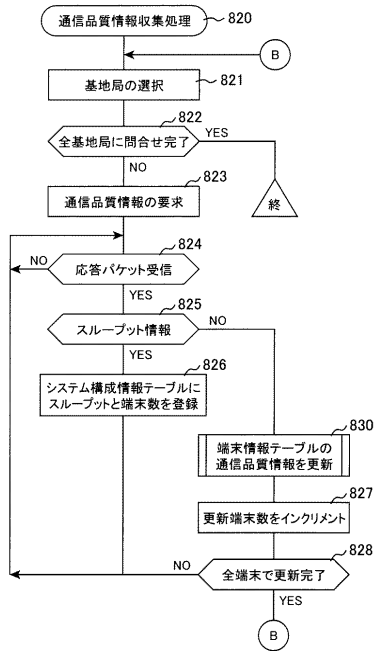 通信品質情報収集処理
820
B
基地局の選択
821
822
全基地局に問合せ完了
YES
NO
823
通信品質情報の要求
終
824
NO
応答パケット受信
YES
825
スループット情報
NO
YES
826
システム構成情報テーブルに
スループットと端末数を登録
830
端末情報テーブルの
通信品質情報を更新
827
更新端末数をインクリメント
828
NO
全端末で更新完了
YES
B